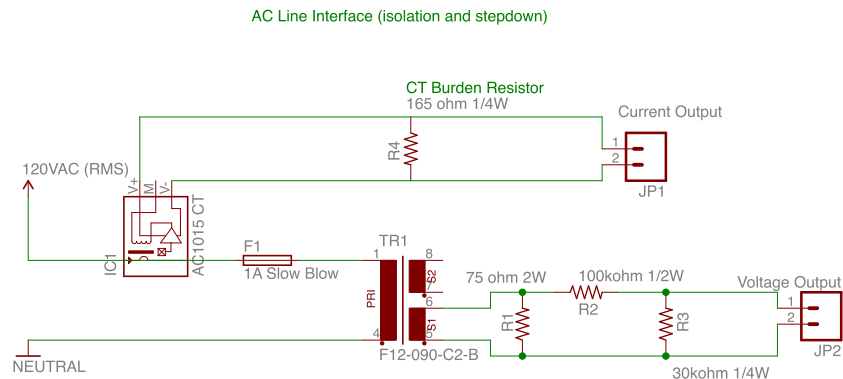 AC Line Interface (isolation and stepdown)
CT Burden Resistor
165 ohm 1/4W
Current Output
R4
1
2
JP1
120VAC (RMS)
V+
M
V-
IC1
AC1015 CT
F1
1A Slow Blow
TR1
1
8
PRI
S2
7
6
S1
4
5
F12-090-C2-B
NEUTRAL
75 ohm 2W
100kohm 1/2W
R1
R2
R3
30kohm 1/4W
Voltage Output
1
2
JP2